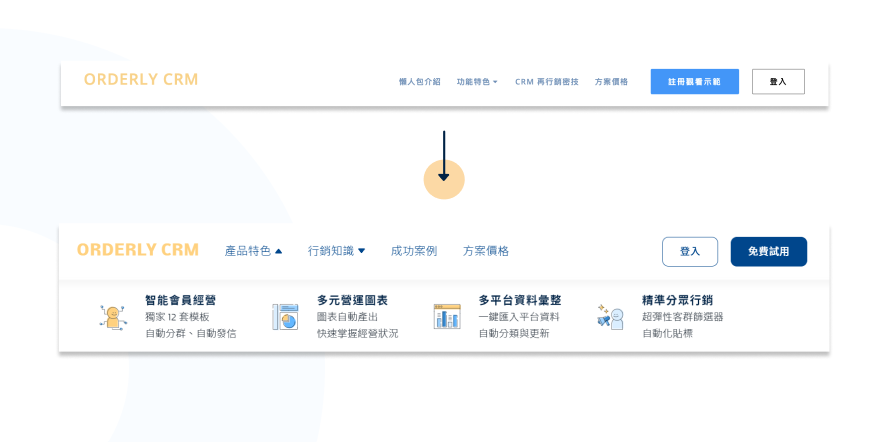 ORDERLY CRM
懶人包介紹 功能特色 CRM 再行銷密技 方案價格 註冊觀看示範 登入
ORDERLY CRM 產品特色 行銷知識 成功案例 方案價格 登入 免費試用
智能會員經營
獨家 12 套模板
自動分群、自動發信
多元營運圖表
圖表自動產出
快速掌握經營狀況
多平台資料彙整
一鍵匯入平台資料
自動分類與更新
精準分眾行銷
超彈性客群篩選器
自動化貼標